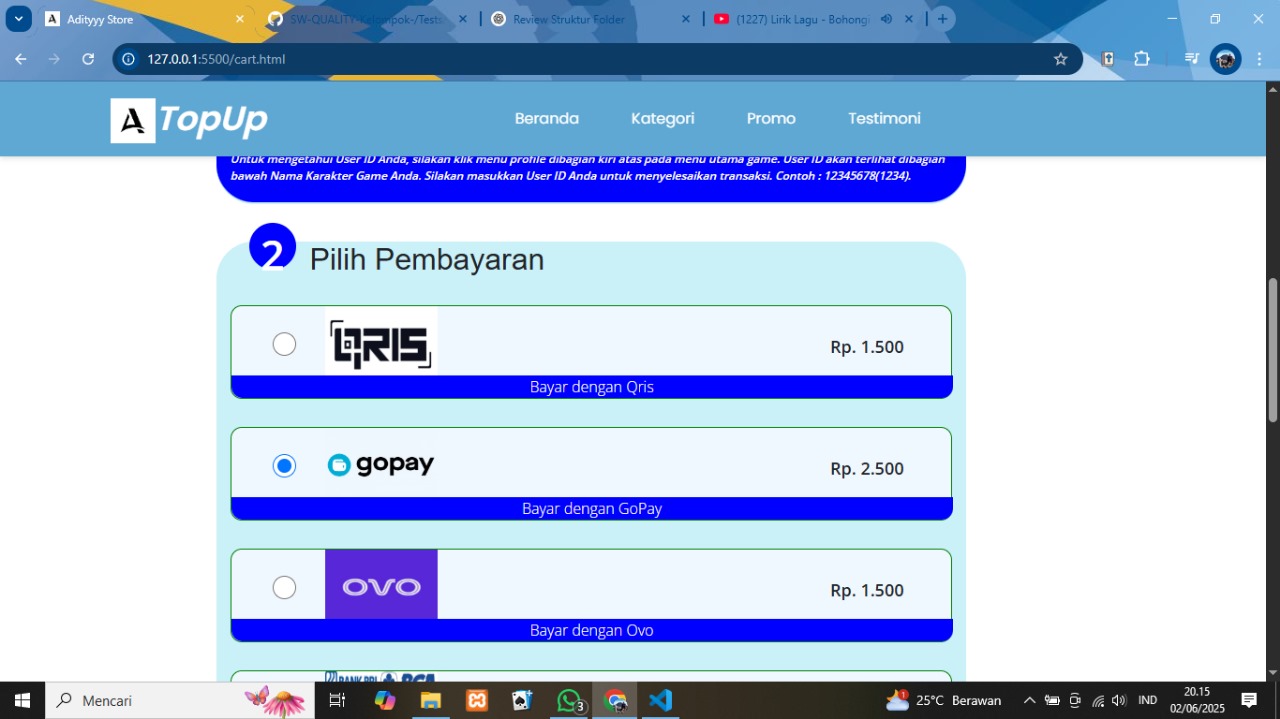 Adityyy Store
SW-QUALITY-Kelompok-/Tests
Review Struktur Folder
(1227) Lirik Lagu - Bohongi
127.0.0.1:5500/cart.html
A TopUp
Beranda
Kategori
Promo
Testimoni
Untuk mengetahui User ID Anda, silakan klik menu profile dibagian kiri atas pada menu utama game. User ID akan terlihat dibagian
bawah Nama Karakter Game Anda. Silakan masukkan User ID Anda untuk menyelesaikan transaksi. Contoh : 12345678(1234).
2
Pilih Pembayaran
QRIS
Rp. 1.500
Bayar dengan Qris
gopay
Rp. 2.500
Bayar dengan GoPay
OVO
Rp. 1.500
Bayar dengan Ovo
BANK BRI
BCA
Mencari
3
1
25°C Berawan
IND
20.15
02/06/2025